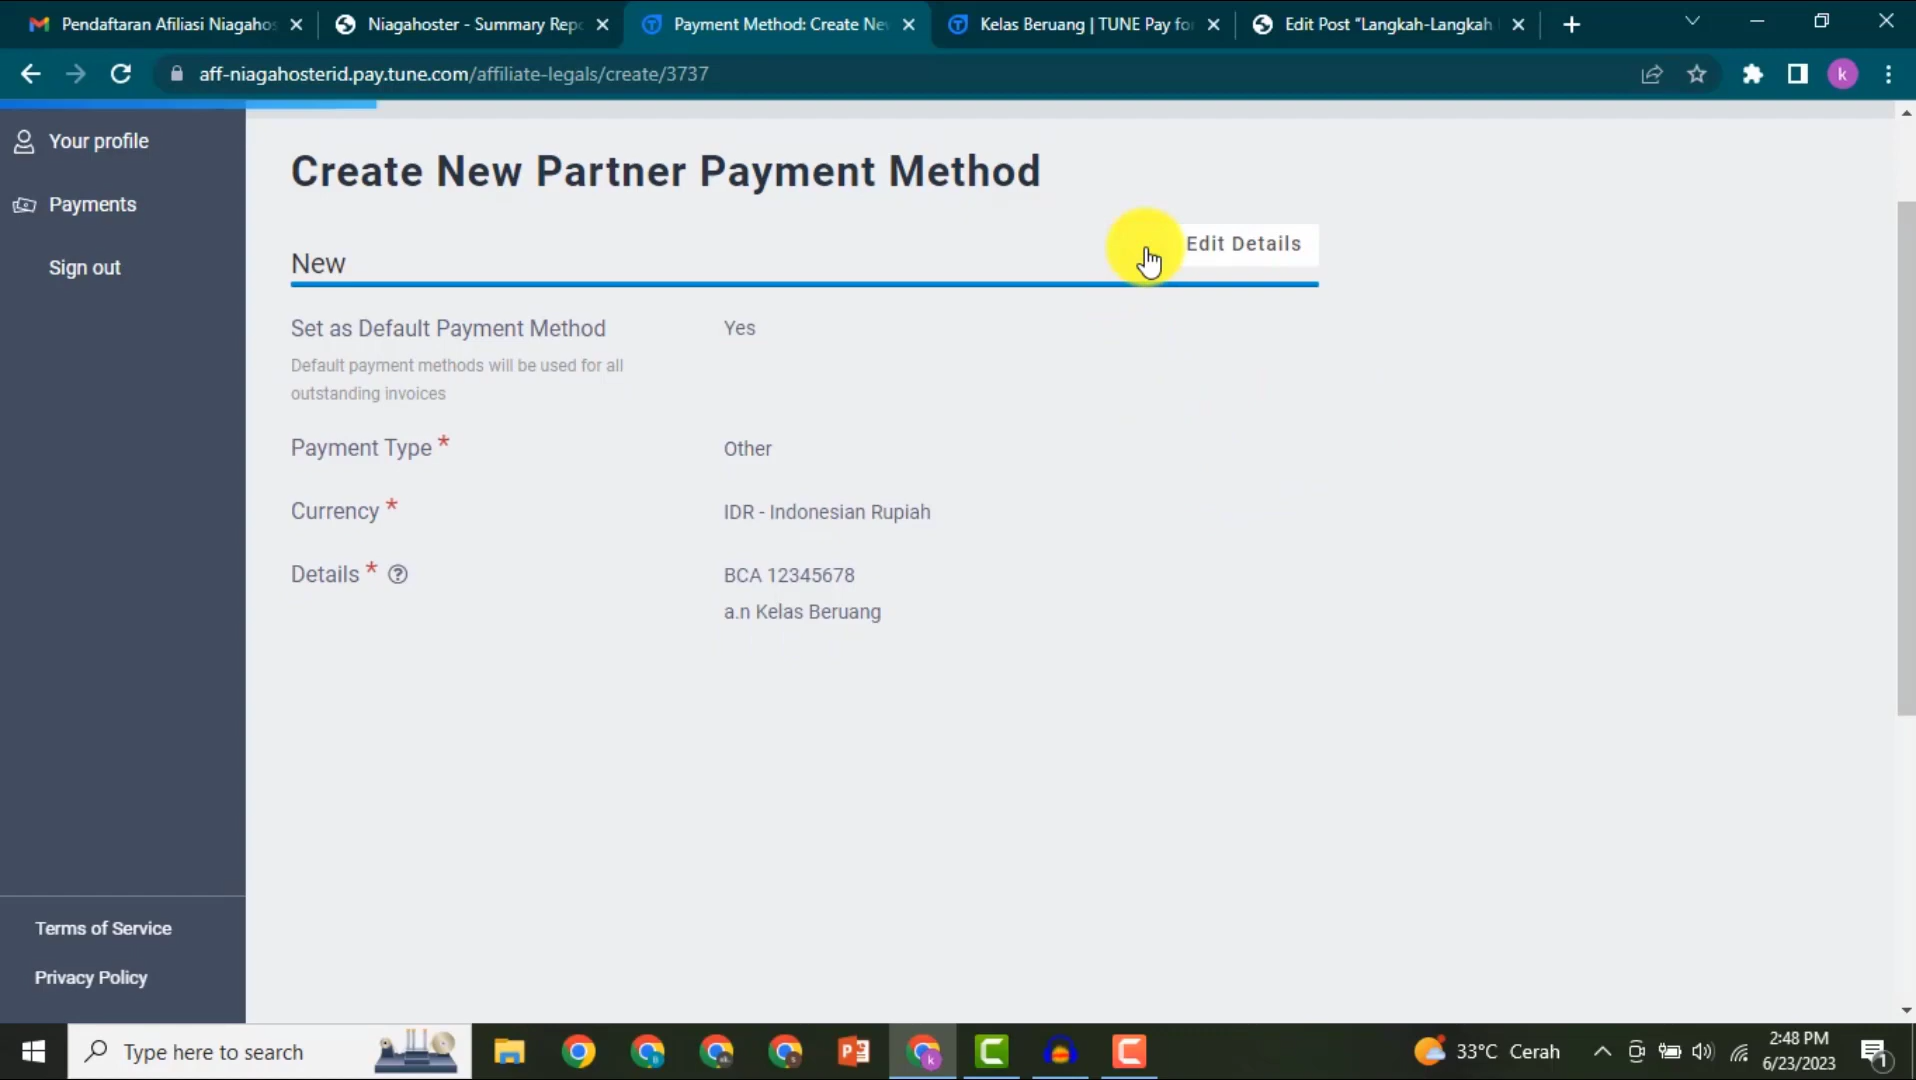 Pendaftaran Afiliasi Niagahos
Niagahoster - Summary Repo
Payment Method: Create Ne
Kelas Beruang | TUNE Pay fo
Edit Post “Langkah-Langkah
aff-niagahosterid.pay.tune.com/affiliate-legals/create/3737
k
Your profile
Payments
Sign out
Create New Partner Payment Method
Edit Details
New
Set as Default Payment Method
Yes
Default payment methods will be used for all
outstanding invoices
Payment Type *
Other
Currency *
IDR - Indonesian Rupiah
Details * ?
BCA 12345678
a.n Kelas Beruang
Terms of Service
Privacy Policy
Type here to search
33°C Cerah
2:48 PM
6/23/2023
1